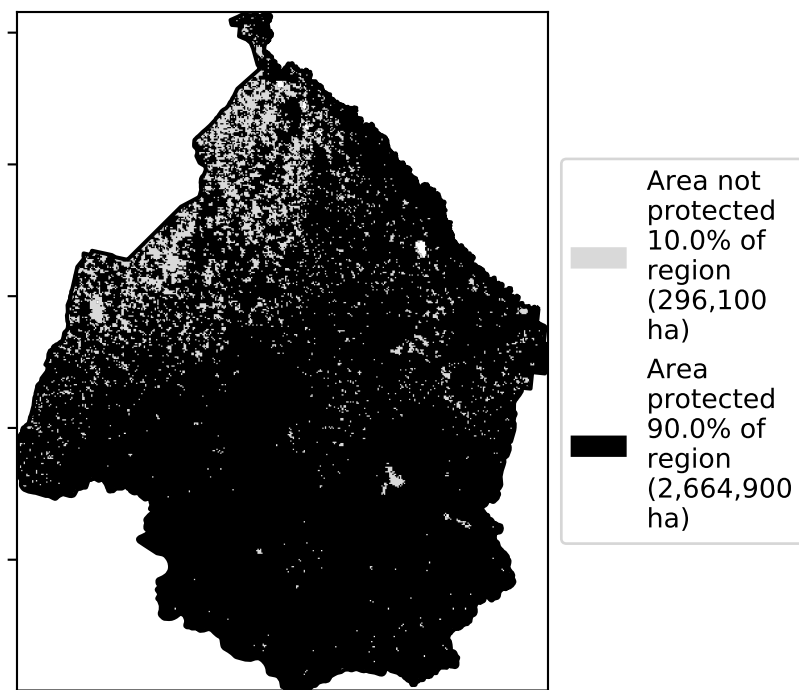 Area not
protected
10.0% of
region
(296,100
ha)
Area
protected
90.0% of
region
(2,664,900
ha)